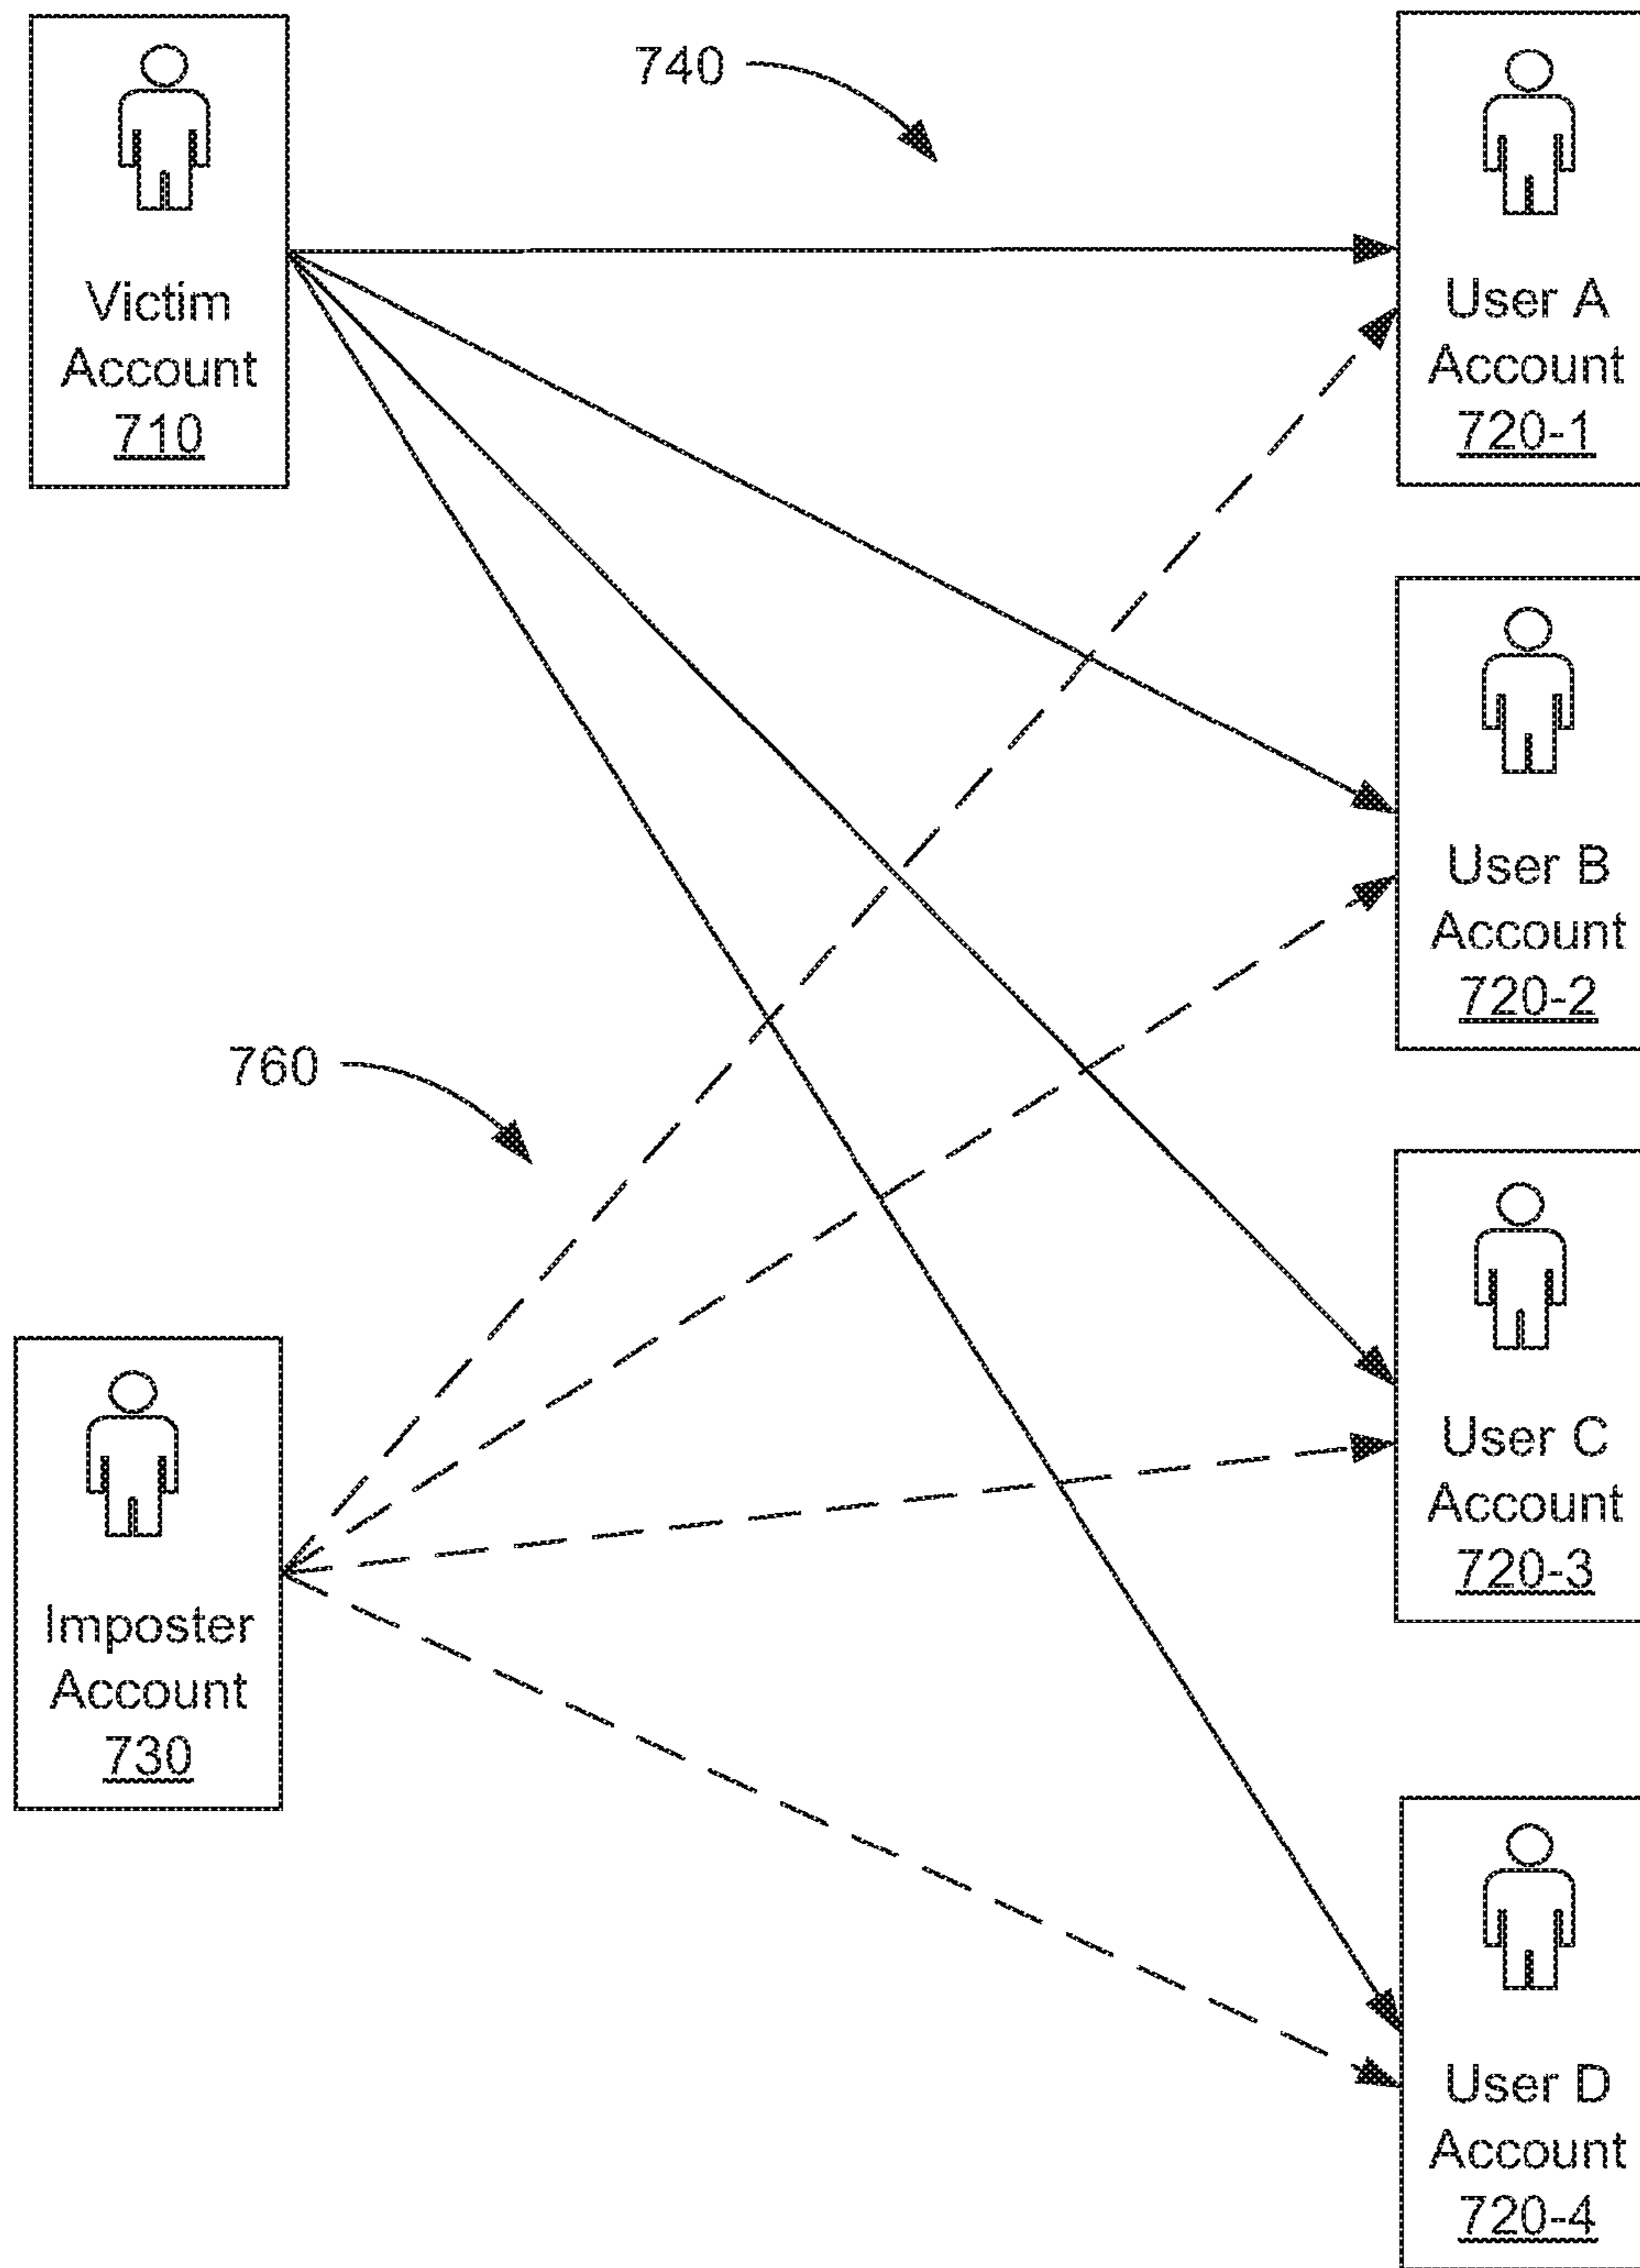 740
Victim
Account
710
User A
Account
720-1
User B
Account
720-2
760
User C
Account
720-3
Imposter
Account
730
User D
Account
720-4